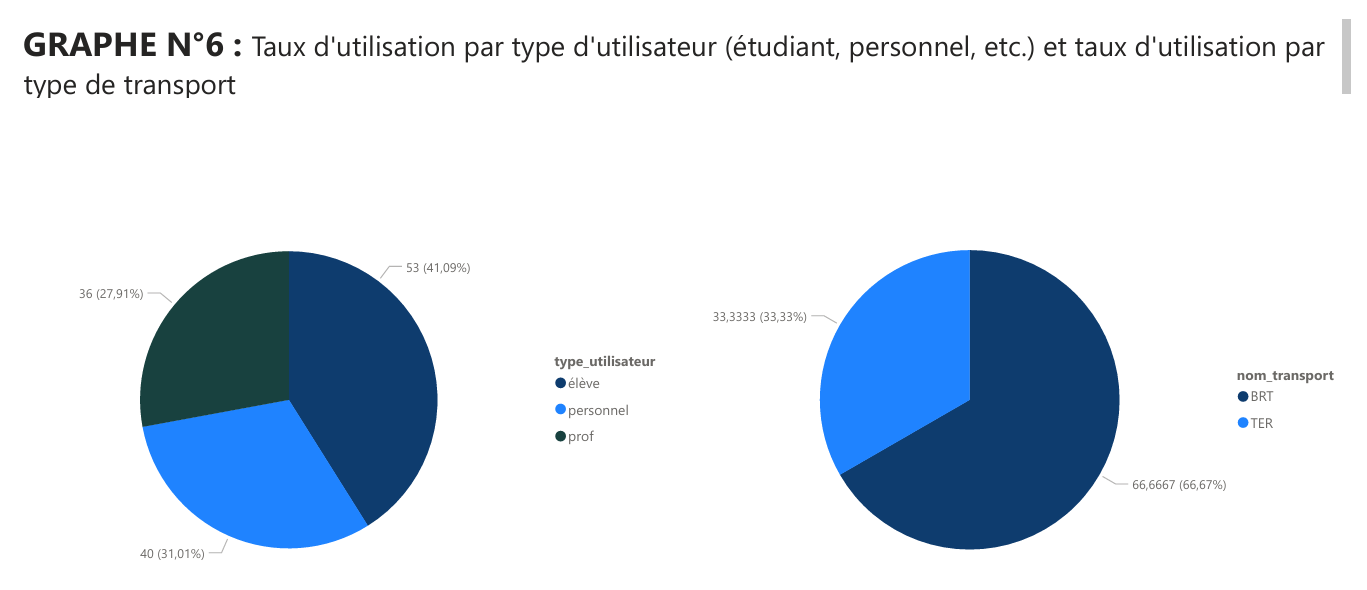 GRAPHE N°6 : Taux d'utilisation par type d'utilisateur (étudiant, personnel, etc.) et taux d'utilisation par
type de transport
53 (41,09%)
36 (27,91%)
40 (31,01%)
type_utilisateur
élève
personnel
prof
33,3333 (33,33%)
66,6667 (66,67%)
nom_transport
BRT
TER